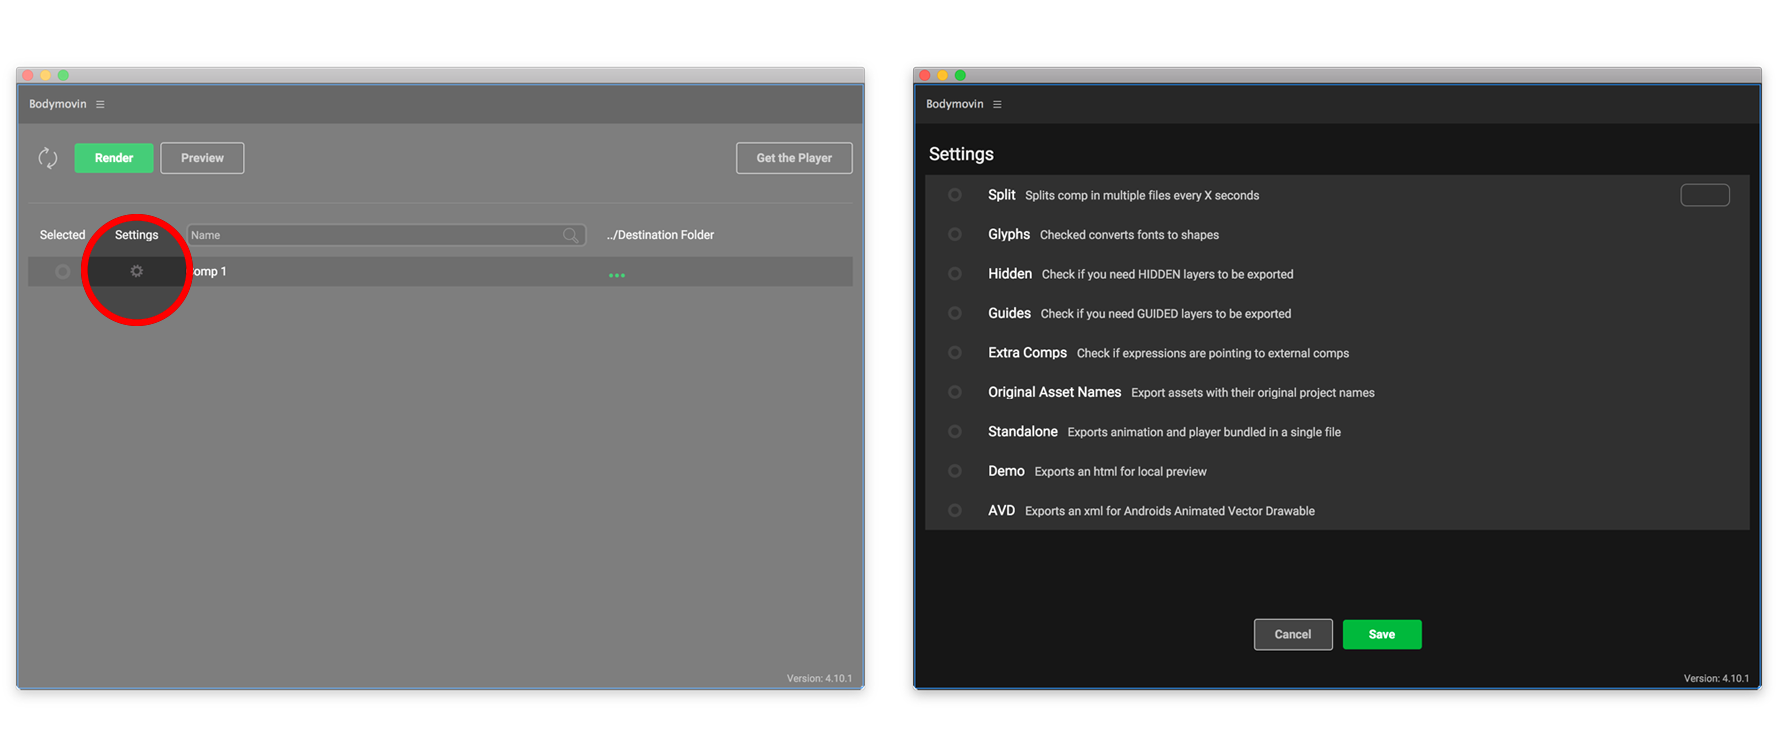 Bodymovin
Render
Preview
Get the Player
Selected
Settings
Name
../Destination Folder
omp 1
Version: 4.10.1
Bodymovin
Settings
Split Splits comp in multiple files every X seconds
Glyphs Checked converts fonts to shapes
Hidden Check if you need HIDDEN layers to be exported
Guides Check if you need GUIDED layers to be exported
Extra Comps Check if expressions are pointing to external comps
Original Asset Names Export assets with their original project names
Standalone Exports animation and player bundled in a single file
Demo Exports an html for local preview
AVD Exports an xml for Androids Animated Vector Drawable
Cancel
Save
Version: 4.10.1